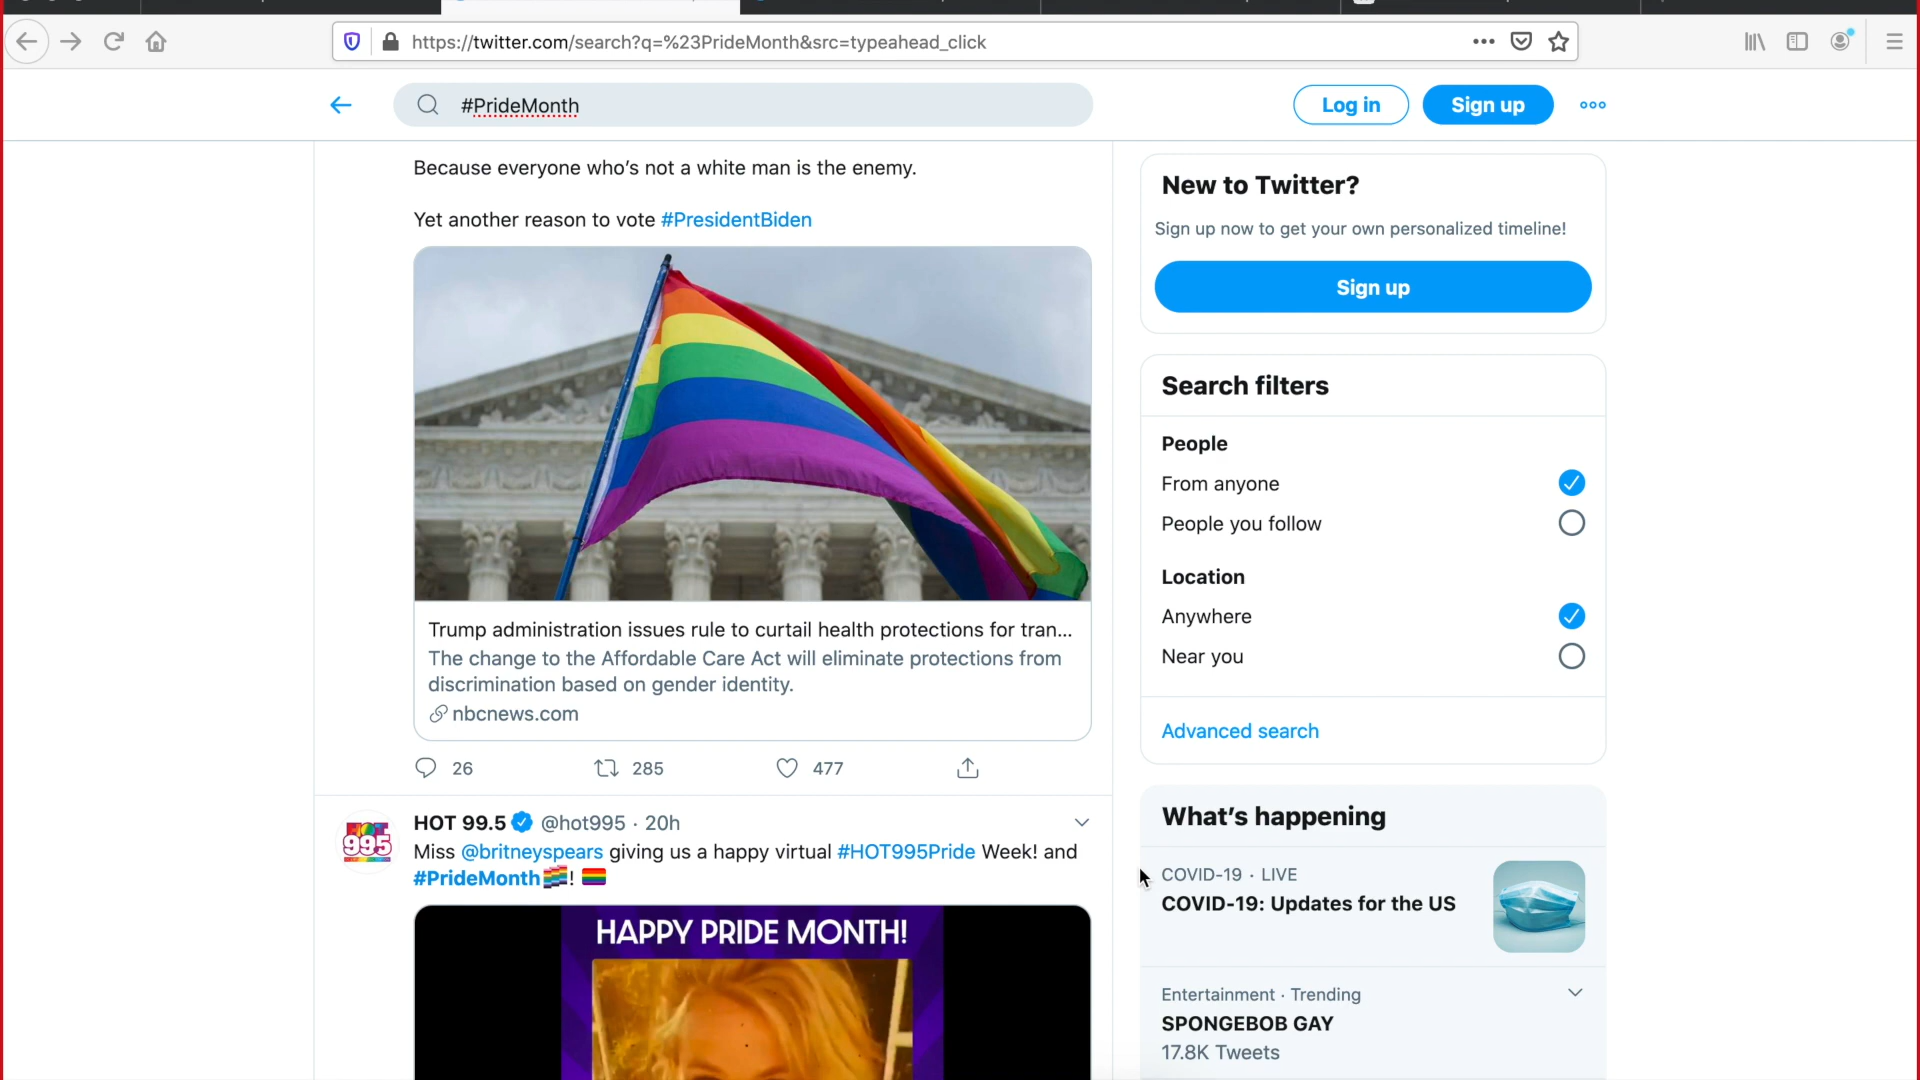 https://twitter.com/search?q=%23PrideMonth&src=typeahead_click
#PrideMonth
Log in
Sign up
Because everyone who's not a white man is the enemy.
Yet another reason to vote #PresidentBiden
Trump administration issues rule to curtail health protections for tran...
The change to the Affordable Care Act will eliminate protections from
discrimination based on gender identity.
nbcnews.com
26
285
477
HOT 99.5 @hot995 · 20h
Miss @britneyspears giving us a happy virtual #HOT995Pride Week! and
#PrideMonth!
HOT
995
HAPPY PRIDE MONTH!
New to Twitter?
Sign up now to get your own personalized timeline!
Sign up
Search filters
People
From anyone
People you follow
Location
Anywhere
Near you
Advanced search
What's happening
COVID-19 · LIVE
COVID-19: Updates for the US
Entertainment · Trending
SPONGEBOB GAY
17.8K Tweets